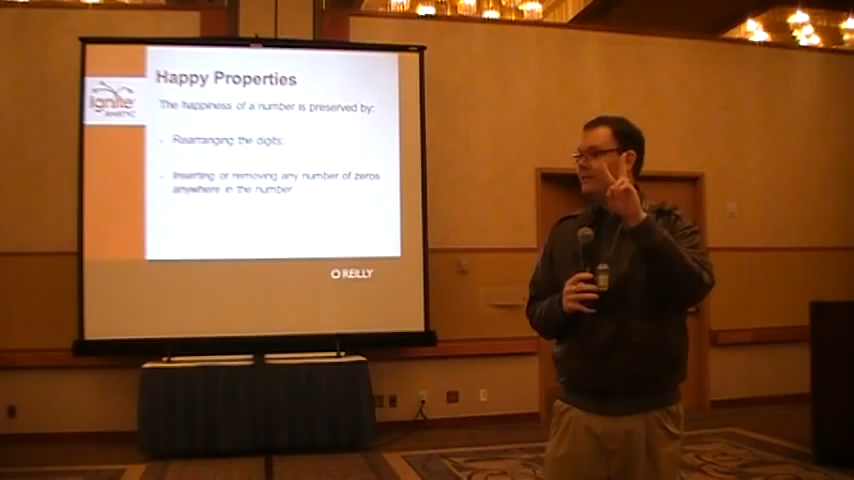 Happy Properties
The happiness of a number is preserved by:
- Rearranging the digits;
- Inserting or removing any number of zeros
anywhere in the number
Ignite
O'REILLY